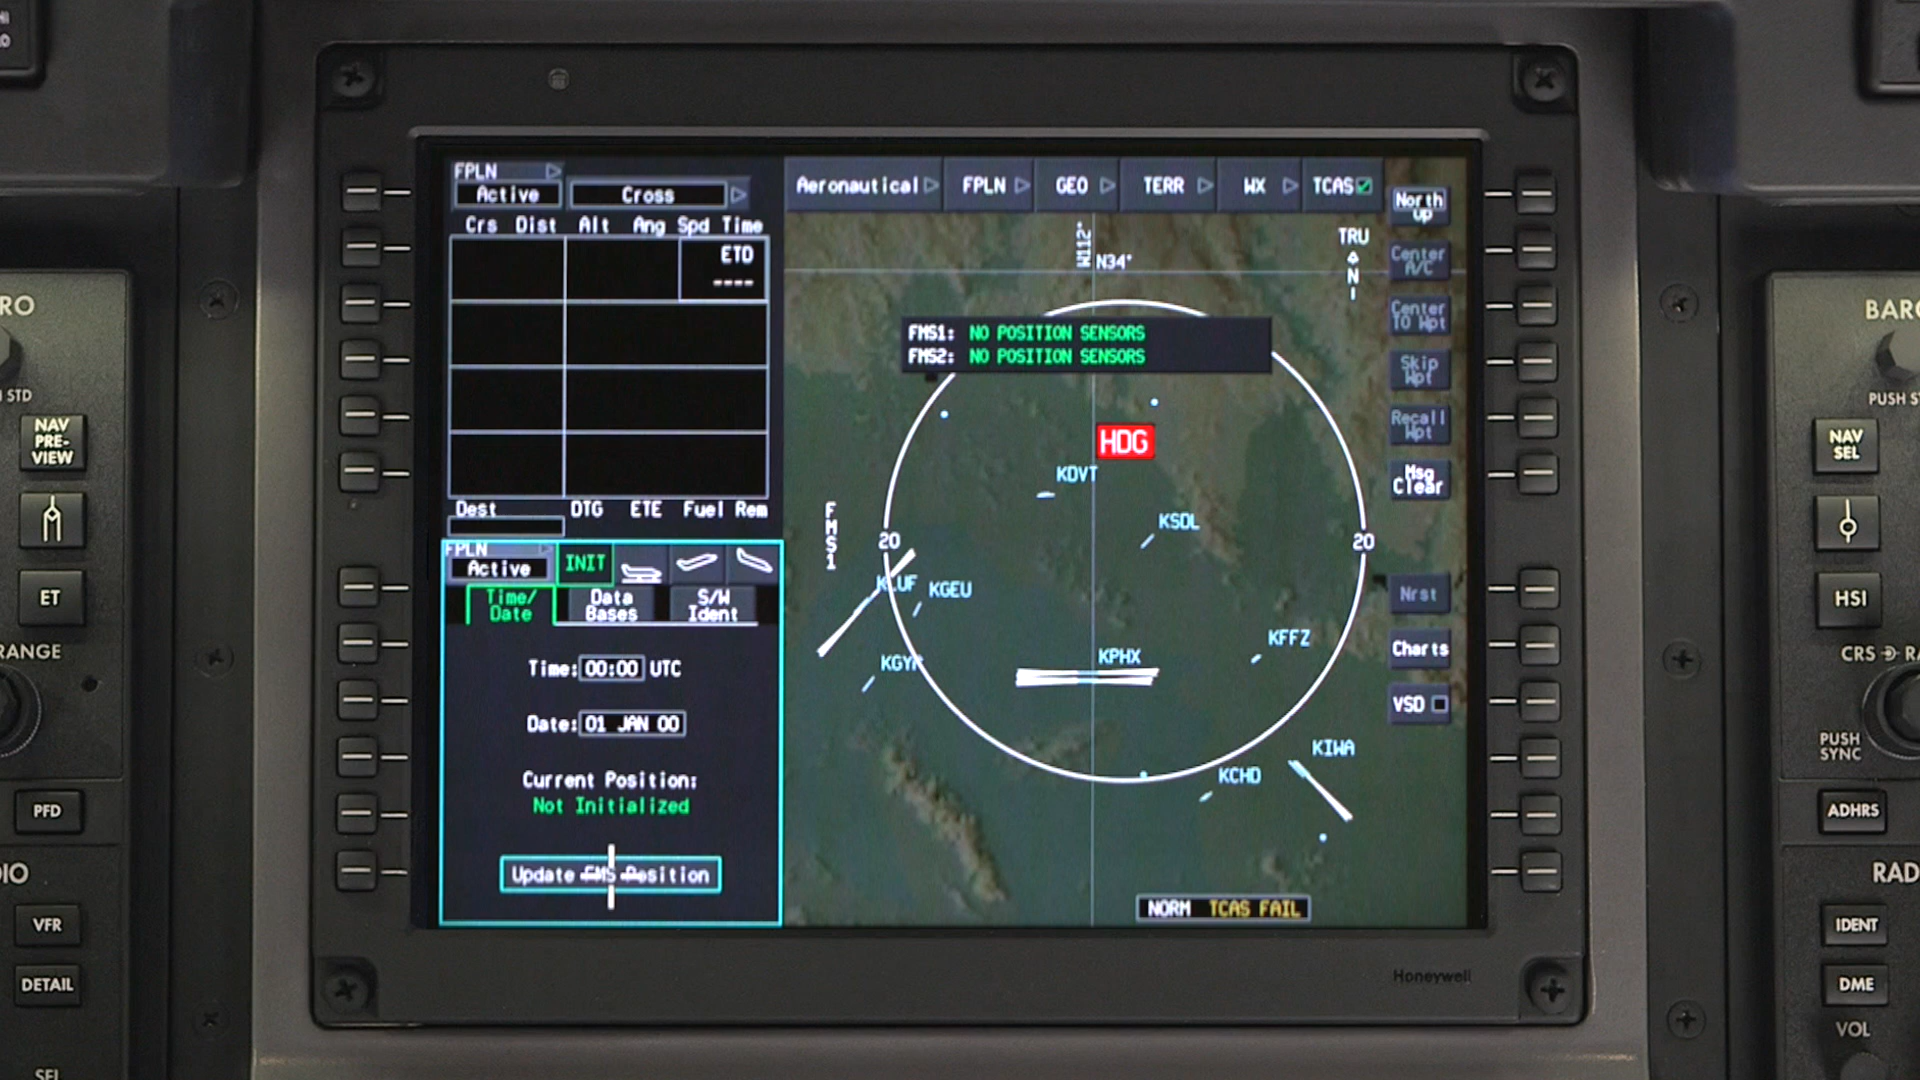 FPLN
Active
Cross
Crs Dist Alt Ang Spd Time
ETD
----
Dest DTG ETE Fuel Rem
FPLN
Active
INIT
Time/
Date
Data
Bases
S/W
Ident
Time: 00:00 UTC
Date: 01 JAN 00
Current Position:
Not Initialized
Update FMS Position
Aeronautical FPLN GEO TERR WX TCAS
W112°
N34°
TRU
N
FMS1: NO POSITION SENSORS
FMS2: NO POSITION SENSORS
HDG
KDVT
KSDL
FMS1
20
20
KLUF
KGEU
KFFZ
KPHX
KGYR
KIWA
KCHD
NORM TCAS FAIL
North
Up
Center
A/C
Center
TO Wpt
Skip
Wpt
Recall
Wpt
Msg
Clear
Nrst
Charts
VSD
Honeywell
RO
STD
NAV
PRE-
VIEW
ET
RANGE
PFD
DIO
VFR
DETAIL
SEL
BARO
PUSH ST
NAV
SEL
HSI
CRS RA
PUSH
SYNC
ADHRS
RAD
IDENT
DME
VOL